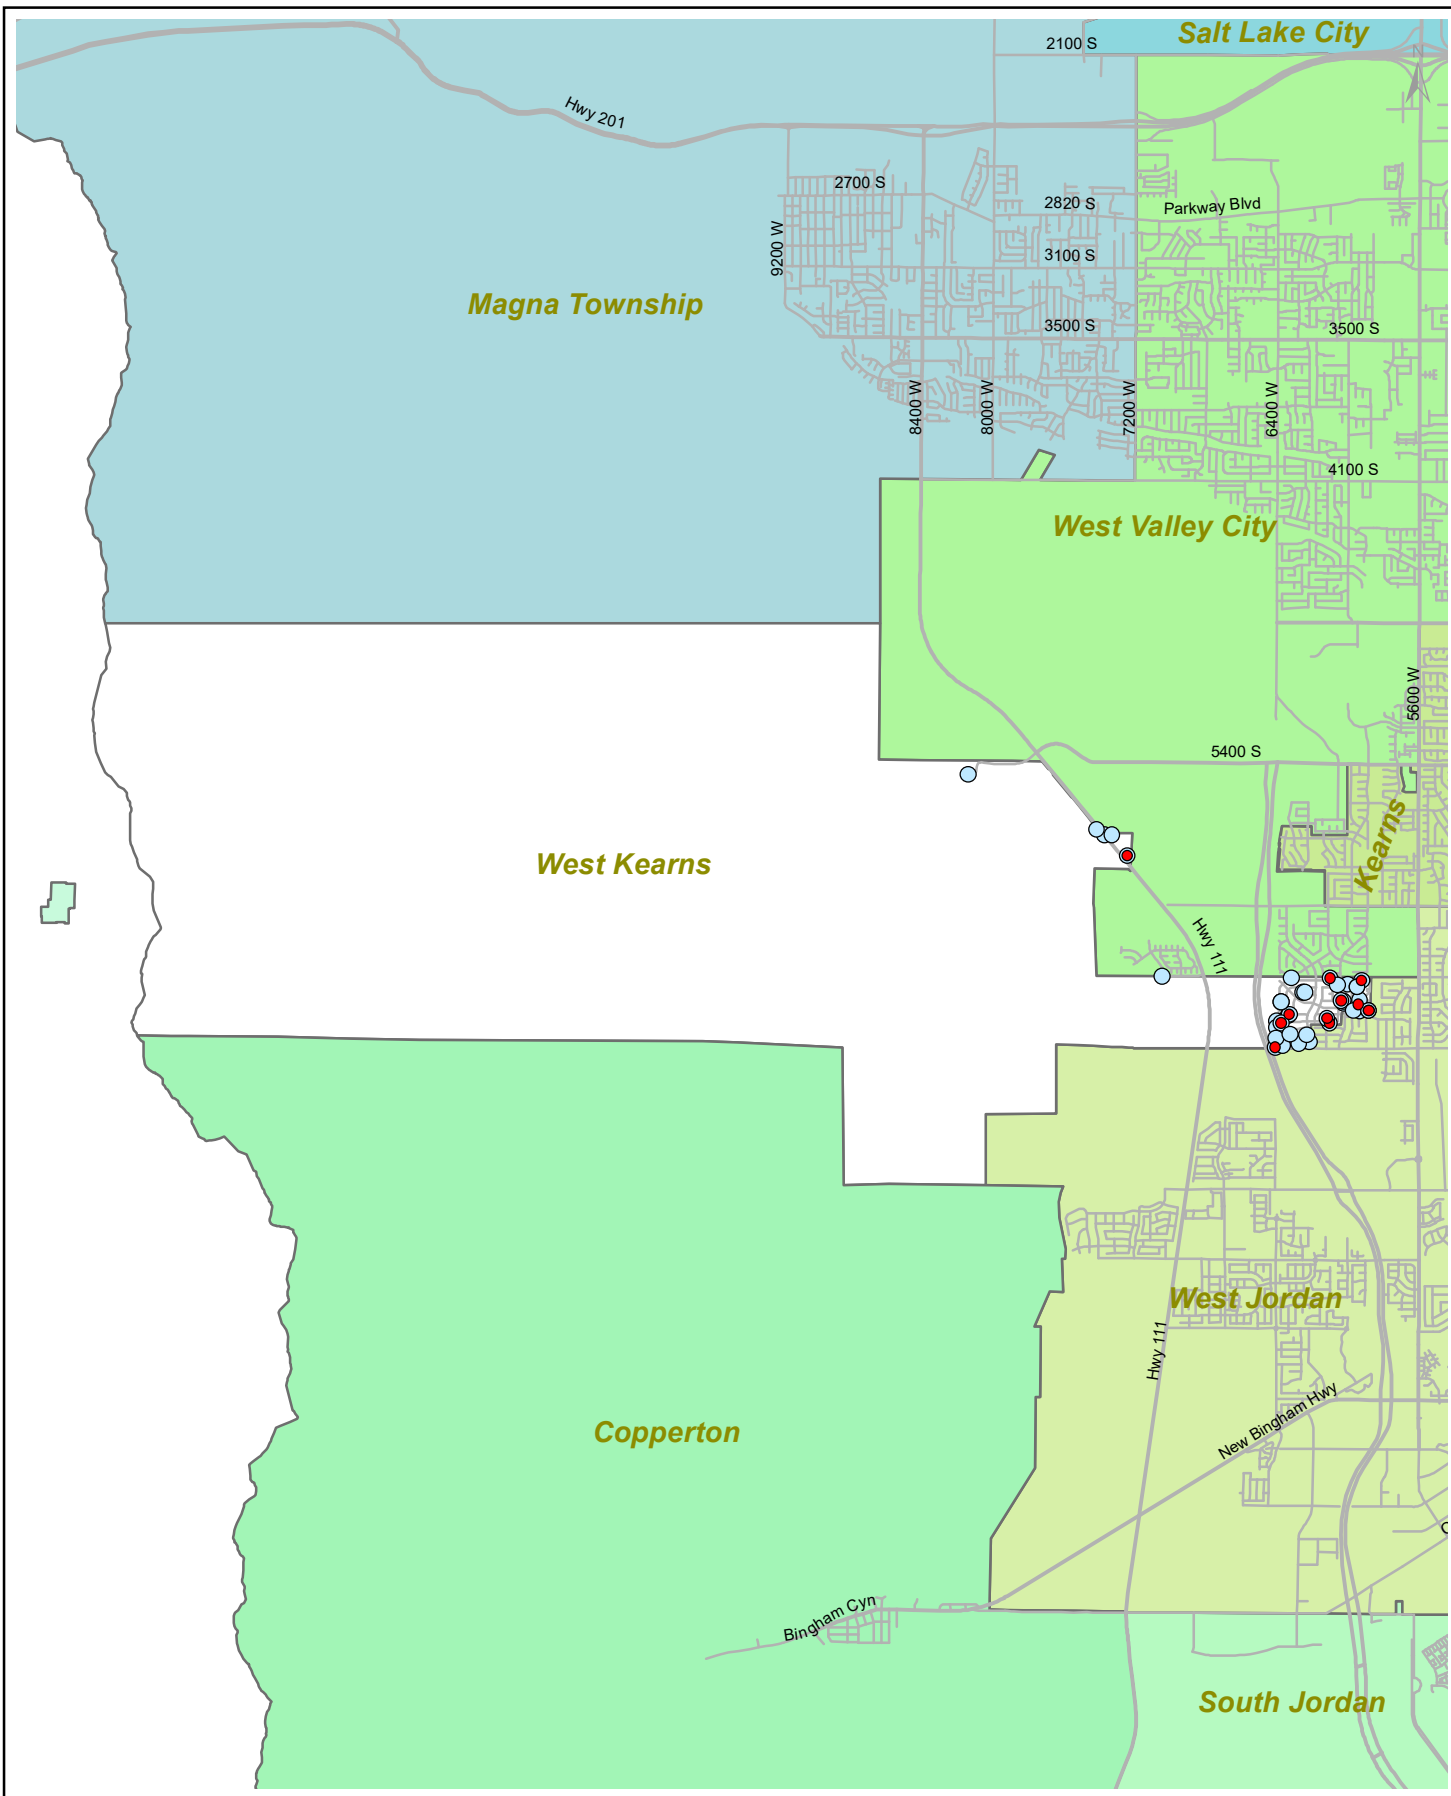 Salt Lake City
2100 S
N
Hwy 201
2700 S
2820 S
Parkway Blvd
9200 W
3100 S
Magna Township
3500 S
3500 S
8400 W
8000 W
7200 W
6400 W
4100 S
West Valley City
5600 W
5400 S
Kearns
West Kearns
Hwy 111
West Jordan
Hwy 111
New Bingham Hwy
Copperton
Bingham Cyn
South Jordan